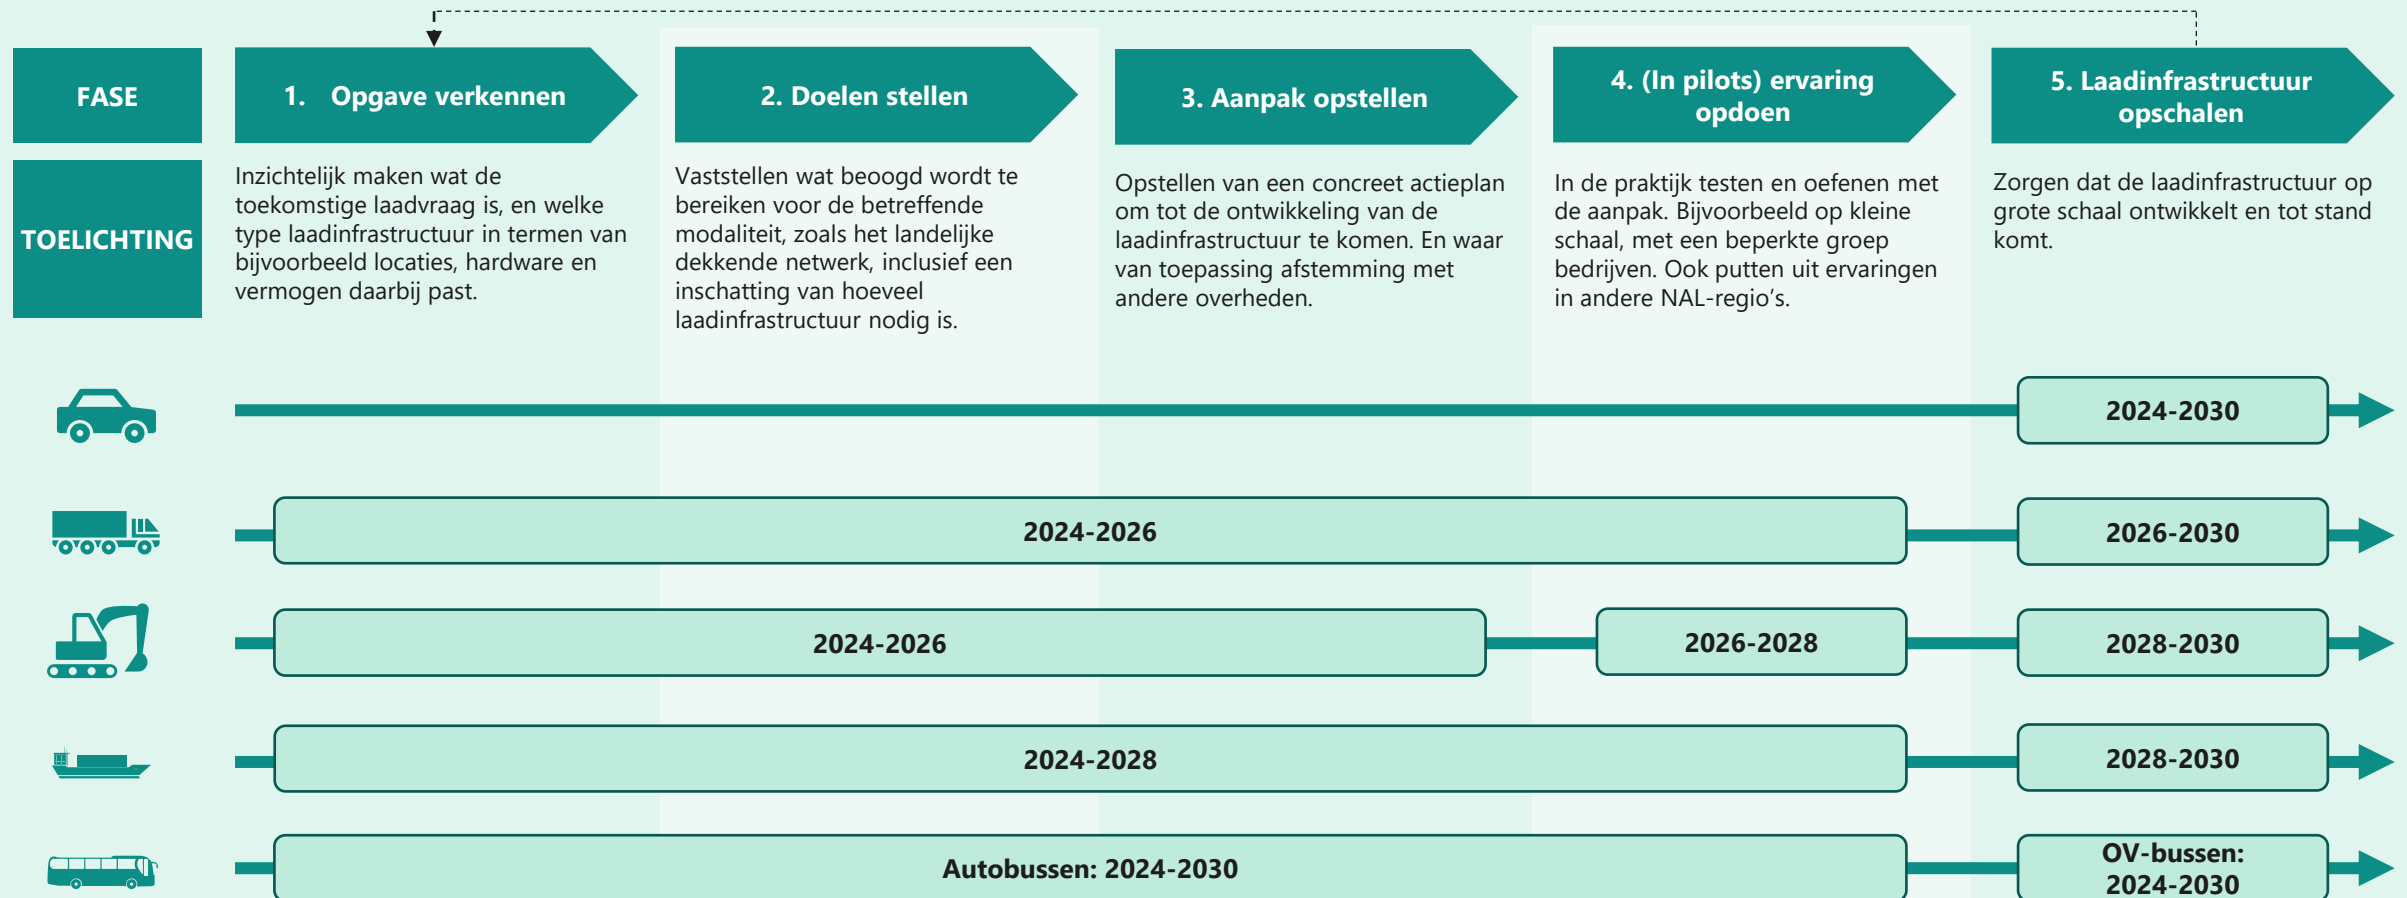 FASE
1. Opgave verkennen
2. Doelen stellen
3. Aanpak opstellen
4. (In pilots) ervaring
opdoen
5. Laadinfrastructuur
opschalen
TOELICHTING
Inzichtelijk maken wat de
toekomstige laadvraag is, en welke
type laadinfrastructuur in termen van
bijvoorbeeld locaties, hardware en
vermogen daarbij past.
Vaststellen wat beoogd wordt te
bereiken voor de betreffende
modaliteit, zoals het landelijke
dekkende netwerk, inclusief een
inschatting van hoeveel
laadinfrastructuur nodig is.
Opstellen van een concreet actieplan
om tot de ontwikkeling van de
laadinfrastructuur te komen. En waar
van toepassing afstemming met
andere overheden.
In de praktijk testen en oefenen met
de aanpak. Bijvoorbeeld op kleine
schaal, met een beperkte groep
bedrijven. Ook putten uit ervaringen
in andere NAL-regio's.
Zorgen dat de laadinfrastructuur op
grote schaal ontwikkelt en tot stand
komt.
2024-2030
2024-2026
2026-2030
2024-2026
2026-2028
2028-2030
2024-2028
2028-2030
Autobussen: 2024-2030
OV-bussen:
2024-2030